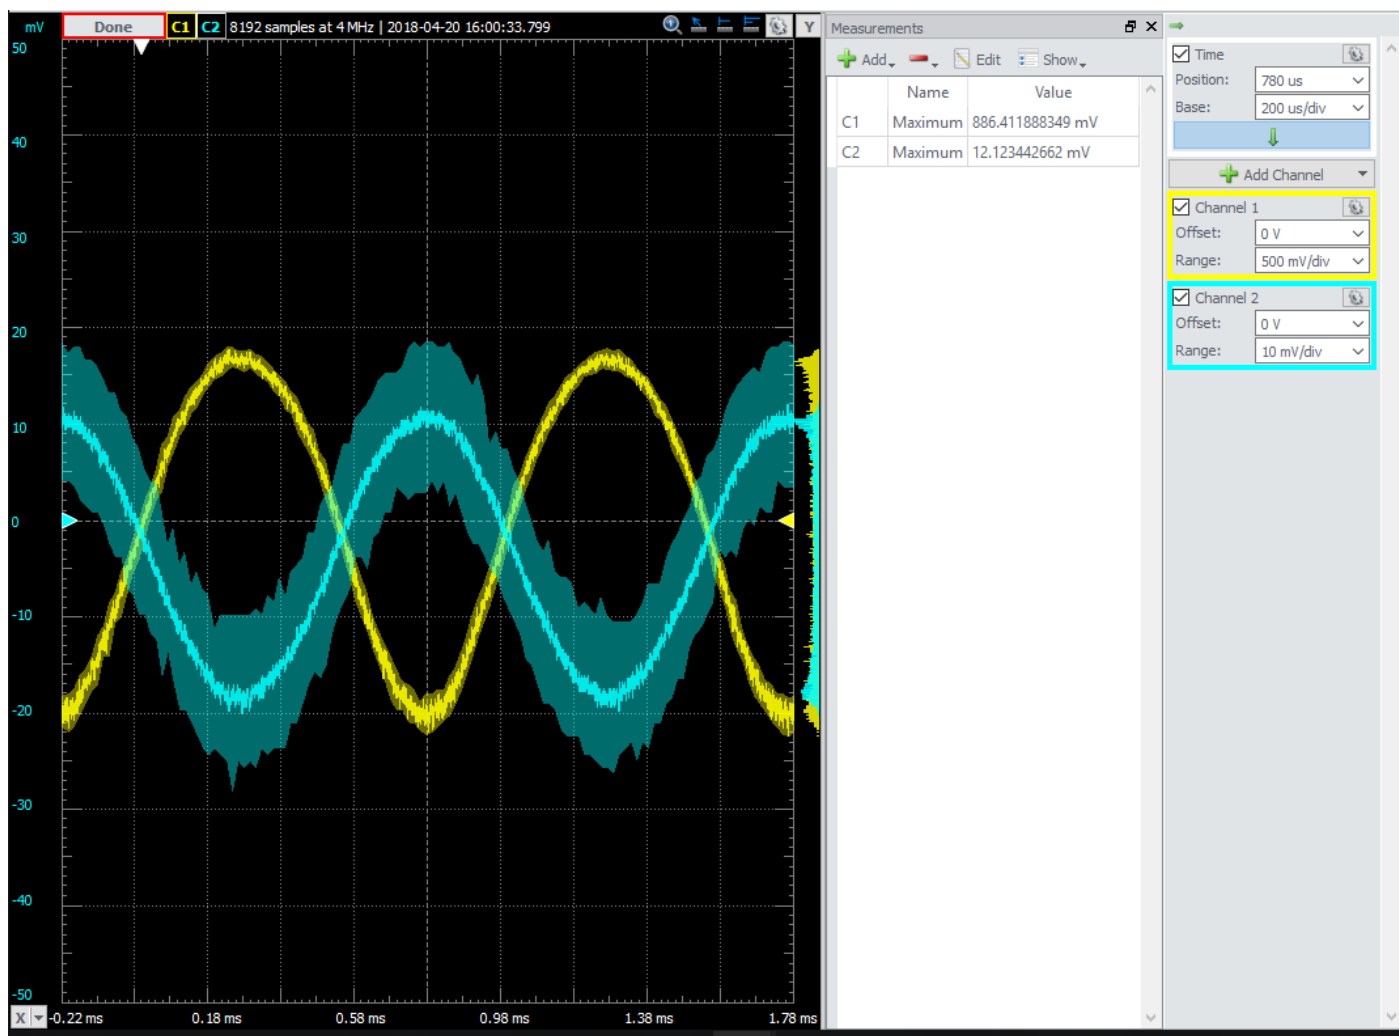 mV Done C1 C2 8192 samples at 4 MHz | 2018-04-20 16:00:33.799 Y
50
40
30
20
10
0
-10
-20
-30
-40
-50
X -0.22 ms 0.18 ms 0.58 ms 0.98 ms 1.38 ms 1.78 ms
Measurements
Add Edit Show
Name Value
C1 Maximum 886.411888349 mV
C2 Maximum 12.123442662 mV
Time
Position: 780 us
Base: 200 us/div
Add Channel
Channel 1
Offset: 0 V
Range: 500 mV/div
Channel 2
Offset: 0 V
Range: 10 mV/div